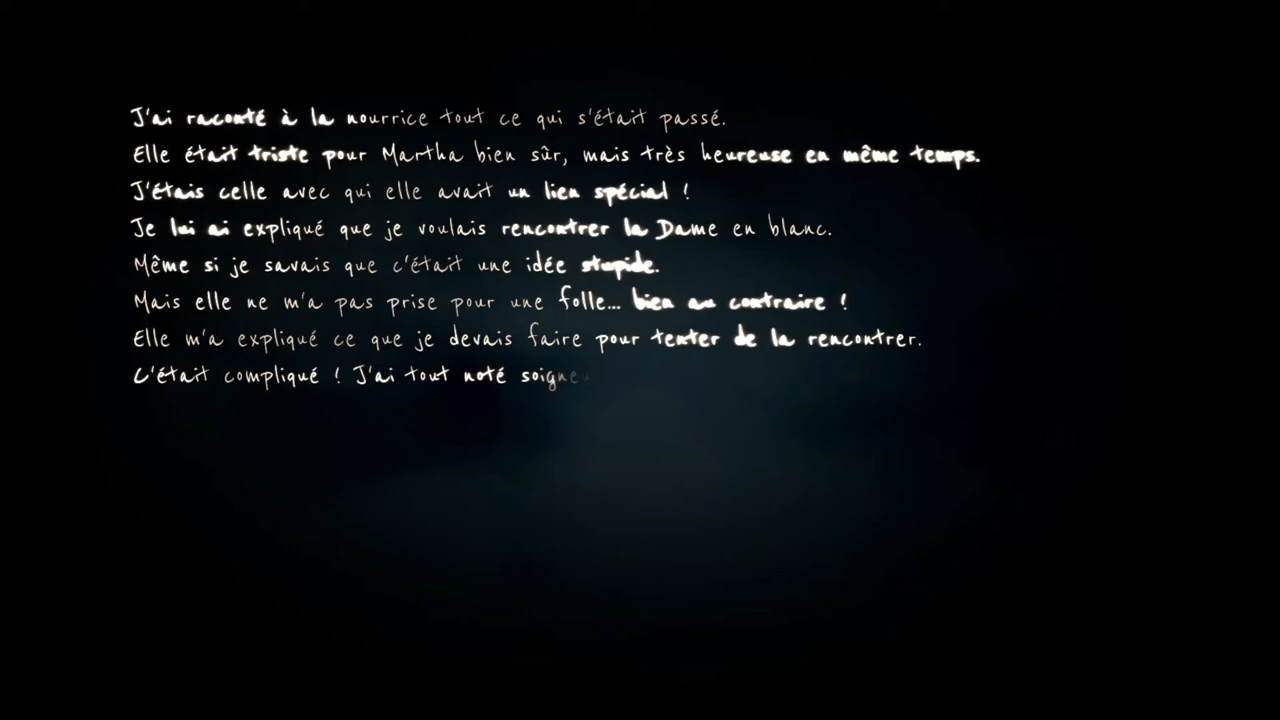 J'ai raconté à la nourrice tout ce qui s'était passé.
Elle était triste pour Martha bien sûr, mais très heureuse en même temps.
J'étais celle avec qui elle avait un lien spécial !
Je lui ai expliqué que je voulais rencontrer la Dame en blanc.
Même si je savais que c'était une idée stupide.
Mais elle ne m'a pas prise pour une folle... bien au contraire !
Elle m'a expliqué ce que je devais faire pour tenter de la rencontrer.
C'était compliqué ! J'ai tout noté soigneu